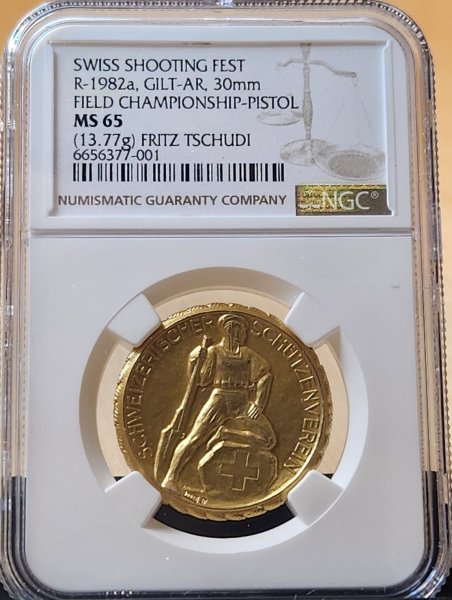 SWISS SHOOTING FEST
R-1982a, GILT-AR, 30mm
FIELD CHAMPIONSHIP-PISTOL
MS 65
(13.77g) FRITZ TSCHUDI
6656377-001
NUMISMATIC GUARANTY COMPANY
NGC®
SCHWEIZERISCHER SCHÜTZENVEREIN